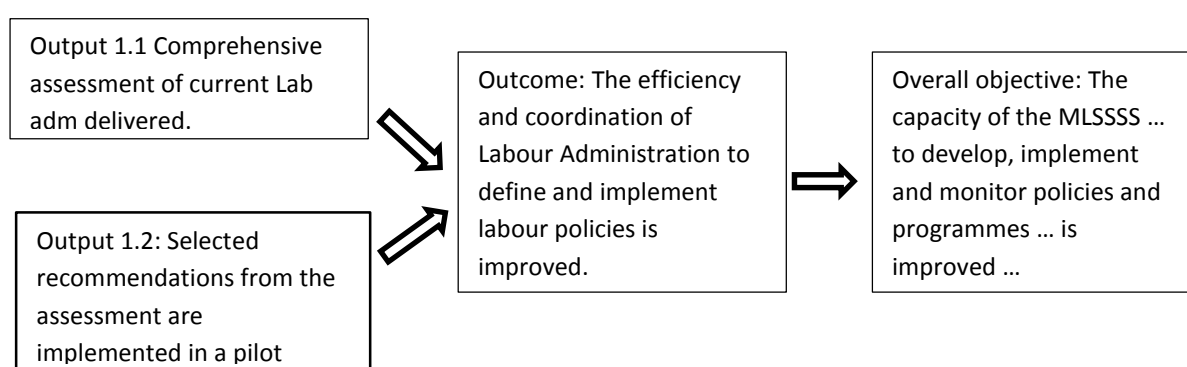 Output 1.1 Comprehensive
assessment of current Lab
adm delivered.
Output 1.2: Selected
recommendations from the
assessment are
implemented in a pilot
Outcome: The efficiency
and coordination of
Labour Administration to
define and implement
labour policies is
improved.
Overall objective: The
capacity of the MLSSSS …
to develop, implement
and monitor policies and
programmes … is
improved …